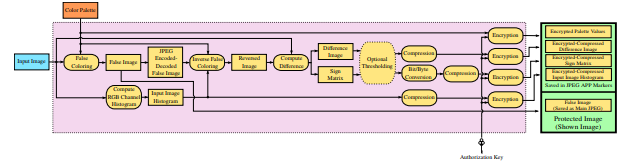 Color Palette
Input Image
False
Coloring
False Image
JPEG
Encoded-
Decoded
False Image
Inverse False
Coloring
Reversed
Image
Compute
Difference
Difference
Image
Sign
Matrix
Optional
Thresholding
Compression
Bit/Byte
Conversion
Compression
Encryption
Encryption
Encryption
Encryption
Compute
RGB Channel
Histogram
Input Image
Histogram
Compression
Encrypted Palette Values
Encrypted-Compressed
Difference Image
Encrypted-Compressed
Sign Matrix
Encrypted-Compressed
Input Image Histogram
Saved in JPEG APP Markers
False Image
(Saved as Main JPEG)
Protected Image
(Shown Image)
Authorization Key